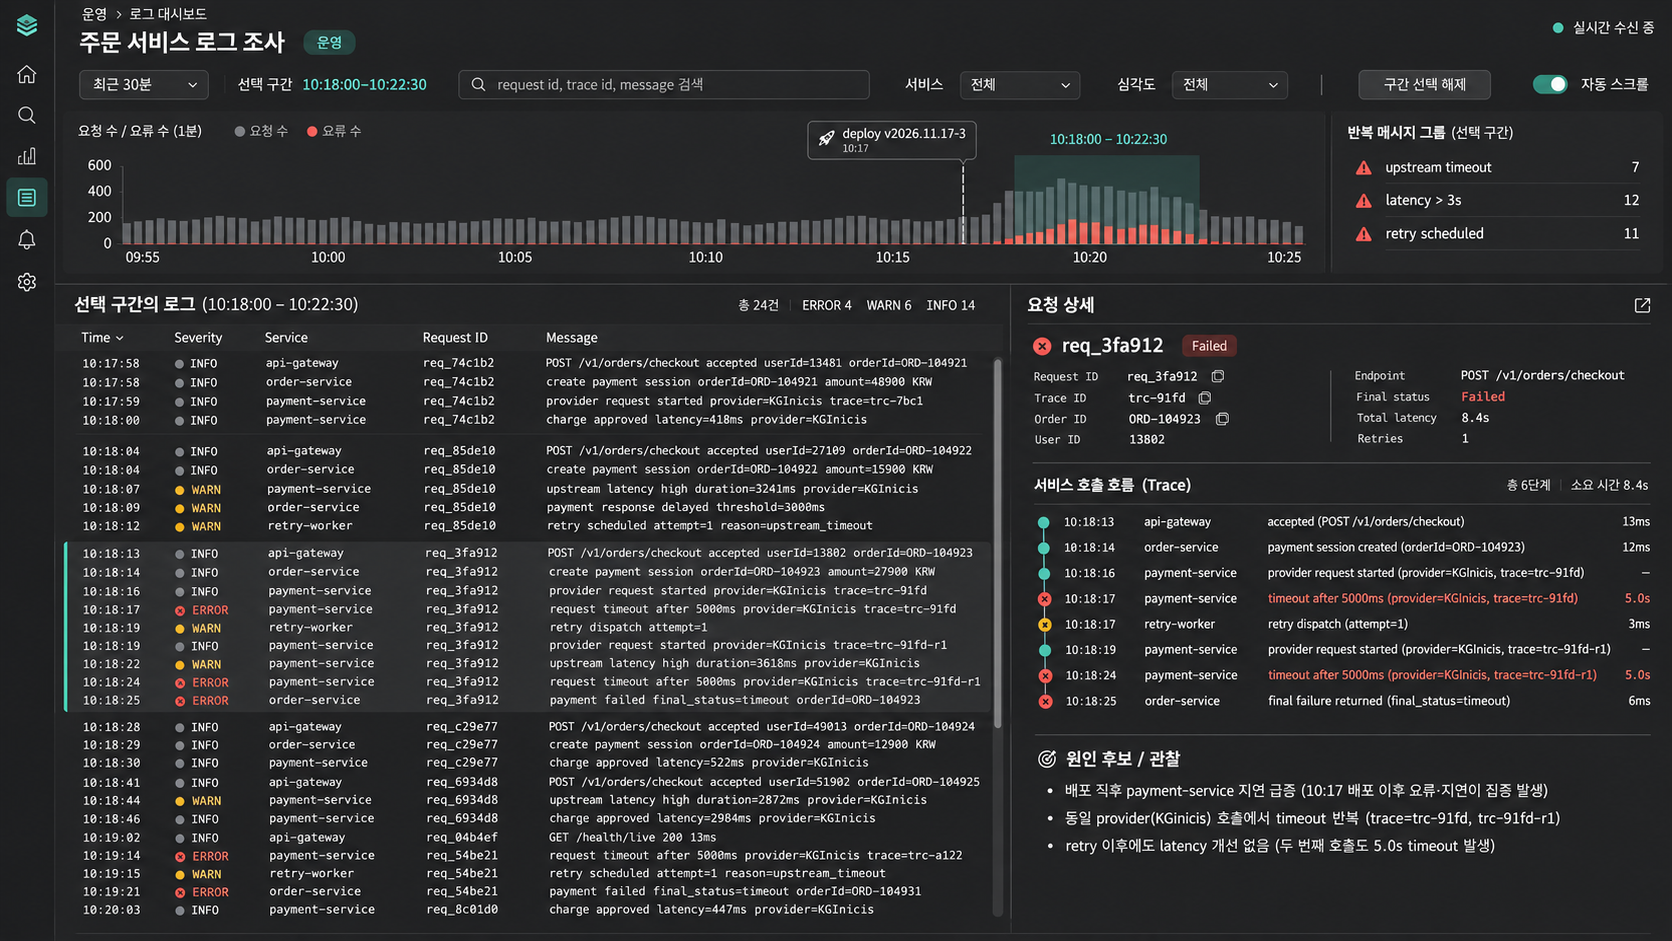 운영 > 로그 대시보드
주문 서비스 로그 조사 운영
실시간 수신 중
최근 30분 선택 구간 10:18:00–10:22:30 request id, trace id, message 검색 서비스 전체 심각도 전체 구간 선택 해제 자동 스크롤
요청 수 / 요류 수 (1분) 요청 수 요류 수
deploy v2026.11.17-3
10:17
10:18:00 – 10:22:30
600
400
200
0
09:55 10:00 10:05 10:10 10:15 10:20 10:25
반복 메시지 그룹 (선택 구간)
upstream timeout 7
latency > 3s 12
retry scheduled 11
선택 구간의 로그 (10:18:00 – 10:22:30) 총 24건 ERROR 4 WARN 6 INFO 14
Time Severity Service Request ID Message
10:17:58 INFO api-gateway req_74c1b2 POST /v1/orders/checkout accepted userId=13481 orderId=ORD-104921
10:17:58 INFO order-service req_74c1b2 create payment session orderId=ORD-104921 amount=48900 KRW
10:17:59 INFO payment-service req_74c1b2 provider request started provider=KGInicis trace=trc-7bc1
10:18:00 INFO payment-service req_74c1b2 charge approved latency=418ms provider=KGInicis
10:18:04 INFO api-gateway req_85de10 POST /v1/orders/checkout accepted userId=27109 orderId=ORD-104922
10:18:04 INFO order-service req_85de10 create payment session orderId=ORD-104922 amount=15900 KRW
10:18:07 WARN payment-service req_85de10 upstream latency high duration=3241ms provider=KGInicis
10:18:09 WARN order-service req_85de10 payment response delayed threshold=3000ms
10:18:12 WARN retry-worker req_85de10 retry scheduled attempt=1 reason=upstream_timeout
10:18:13 INFO api-gateway req_3fa912 POST /v1/orders/checkout accepted userId=13802 orderId=ORD-104923
10:18:14 INFO order-service req_3fa912 create payment session orderId=ORD-104923 amount=27900 KRW
10:18:16 INFO payment-service req_3fa912 provider request started provider=KGInicis trace=trc-91fd
10:18:17 ERROR payment-service req_3fa912 request timeout after 5000ms provider=KGInicis trace=trc-91fd
10:18:19 WARN retry-worker req_3fa912 retry dispatch attempt=1
10:18:19 INFO payment-service req_3fa912 provider request started provider=KGInicis trace=trc-91fd-r1
10:18:22 WARN payment-service req_3fa912 upstream latency high duration=3618ms provider=KGInicis
10:18:24 ERROR payment-service req_3fa912 request timeout after 5000ms provider=KGInicis trace=trc-91fd-r1
10:18:25 ERROR order-service req_3fa912 payment failed final_status=timeout orderId=ORD-104923
10:18:28 INFO api-gateway req_c29e77 POST /v1/orders/checkout accepted userId=49013 orderId=ORD-104924
10:18:29 INFO order-service req_c29e77 create payment session orderId=ORD-104924 amount=12900 KRW
10:18:30 INFO payment-service req_c29e77 charge approved latency=522ms provider=KGInicis
10:18:41 INFO api-gateway req_6934d8 POST /v1/orders/checkout accepted userId=51902 orderId=ORD-104925
10:18:44 WARN payment-service req_6934d8 upstream latency high duration=2872ms provider=KGInicis
10:18:46 INFO payment-service req_6934d8 charge approved latency=2984ms provider=KGInicis
10:19:02 INFO api-gateway req_04b4ef GET /health/live 200 13ms
10:19:14 ERROR payment-service req_54be21 request timeout after 5000ms provider=KGInicis trace=trc-a122
10:19:15 WARN retry-worker req_54be21 retry scheduled attempt=1 reason=upstream_timeout
10:19:21 ERROR order-service req_54be21 payment failed final_status=timeout orderId=ORD-104931
10:20:03 INFO payment-service req_8c01d0 charge approved latency=447ms provider=KGInicis
요청 상세
req_3fa912 Failed
Request ID req_3fa912
Trace ID trc-91fd
Order ID ORD-104923
User ID 13802
Endpoint POST /v1/orders/checkout
Final status Failed
Total latency 8.4s
Retries 1
서비스 호출 흐름 (Trace) 총 6단계 소요 시간 8.4s
10:18:13 api-gateway accepted (POST /v1/orders/checkout) 13ms
10:18:14 order-service payment session created (orderId=ORD-104923) 12ms
10:18:16 payment-service provider request started (provider=KGInicis, trace=trc-91fd) –
10:18:17 payment-service timeout after 5000ms (provider=KGInicis, trace=trc-91fd) 5.0s
10:18:17 retry-worker retry dispatch (attempt=1) 3ms
10:18:19 payment-service provider request started (provider=KGInicis, trace=trc-91fd-r1) –
10:18:24 payment-service timeout after 5000ms (provider=KGInicis, trace=trc-91fd-r1) 5.0s
10:18:25 order-service final failure returned (final_status=timeout) 6ms
원인 후보 / 관찰
• 배포 직후 payment-service 지연 급증 (10:17 배포 이후 오류·지연이 집중 발생)
• 동일 provider(KGinicis) 호출에서 timeout 반복 (trace=trc-91fd, trc-91fd-r1)
• retry 이후에도 latency 개선 없음 (두 번째 호출도 5.0s timeout 발생)